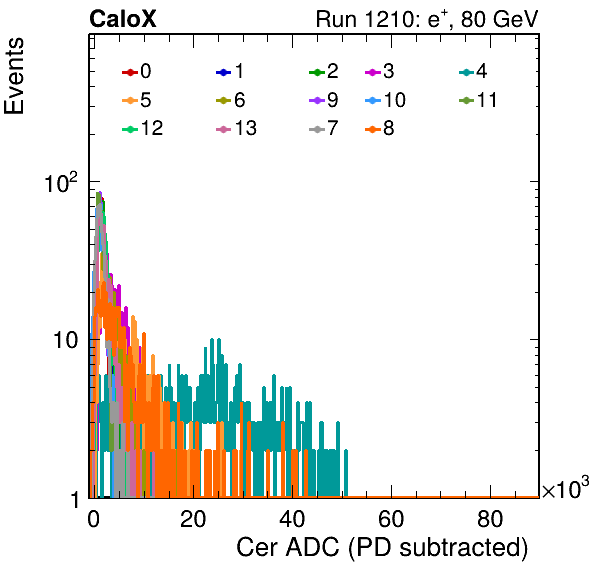 CaloX Run 1210: e⁺, 80 GeV
Events
0 1 2 3 4
5 6 9 10 11
12 13 7 8
10²
10
1
0 20 40 60 80
×10³
Cer ADC (PD subtracted)